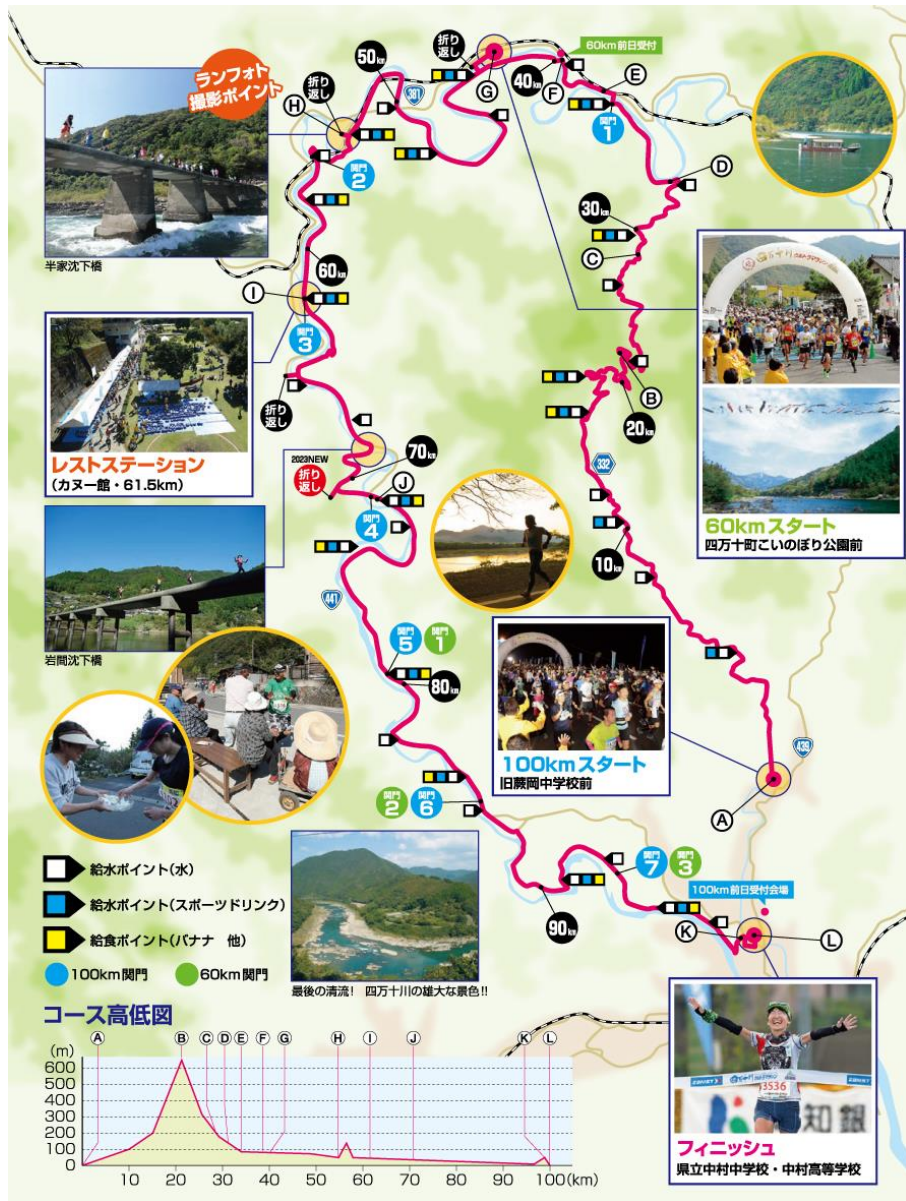 ランフォト
撮影ポイント
半家沈下橋
折り
返し
H
50km
381
折り
返し
G
60km前日受付
40km
F
E
関門
1
D
関門
2
30km
C
60km
I
関門
3
レストステーション
(カヌー館・61.5km)
折り
返し
B
20km
332
60kmスタート
四万十町こいのぼり公園前
2023NEW
折り
返し
70km
J
関門
4
10km
岩間沈下橋
441
関門
5
関門
1
80km
100kmスタート
旧蕨岡中学校前
439
A
関門
2
関門
6
給水ポイント(水)
給水ポイント(スポーツドリンク)
給食ポイント(バナナ 他)
100km関門
60km関門
最後の清流! 四万十川の雄大な景色!!
90km
関門
7
関門
3
100km前日受付会場
K
L
3536
知銀
フィニッシュ
県立中村中学校・中村高等学校
コース高低図
A B C D E F G H I J K L
(m)
600
500
400
300
200
100
0
0 10 20 30 40 50 60 70 80 90 100(km)